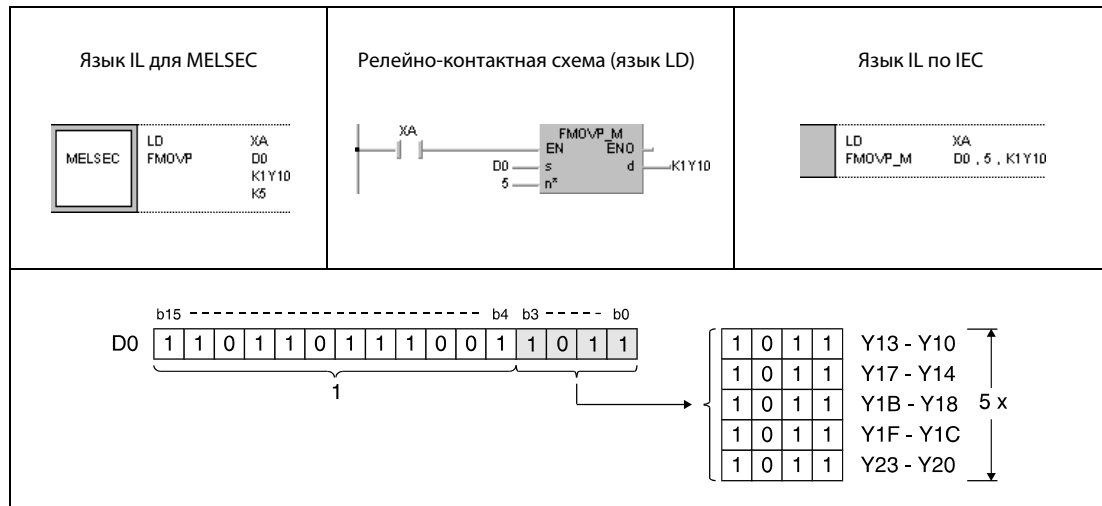 Язык IL для MELSEC
Релейно-контактная схема (язык LD)
Язык IL по IEC
MELSEC
LD XA
FMOVP D0
K1Y10
K5
XA
FMOVP_M
EN ENO
D0 s d K1Y10
5 n*
LD XA
FMOVP_M D0 , 5 , K1Y10
b15 b4 b3 b0
D0 1 1 0 1 1 0 1 1 1 0 0 1 1 0 1 1
1
1 0 1 1 Y13 - Y10
1 0 1 1 Y17 - Y14
1 0 1 1 Y1B - Y18 5 x
1 0 1 1 Y1F - Y1C
1 0 1 1 Y23 - Y20